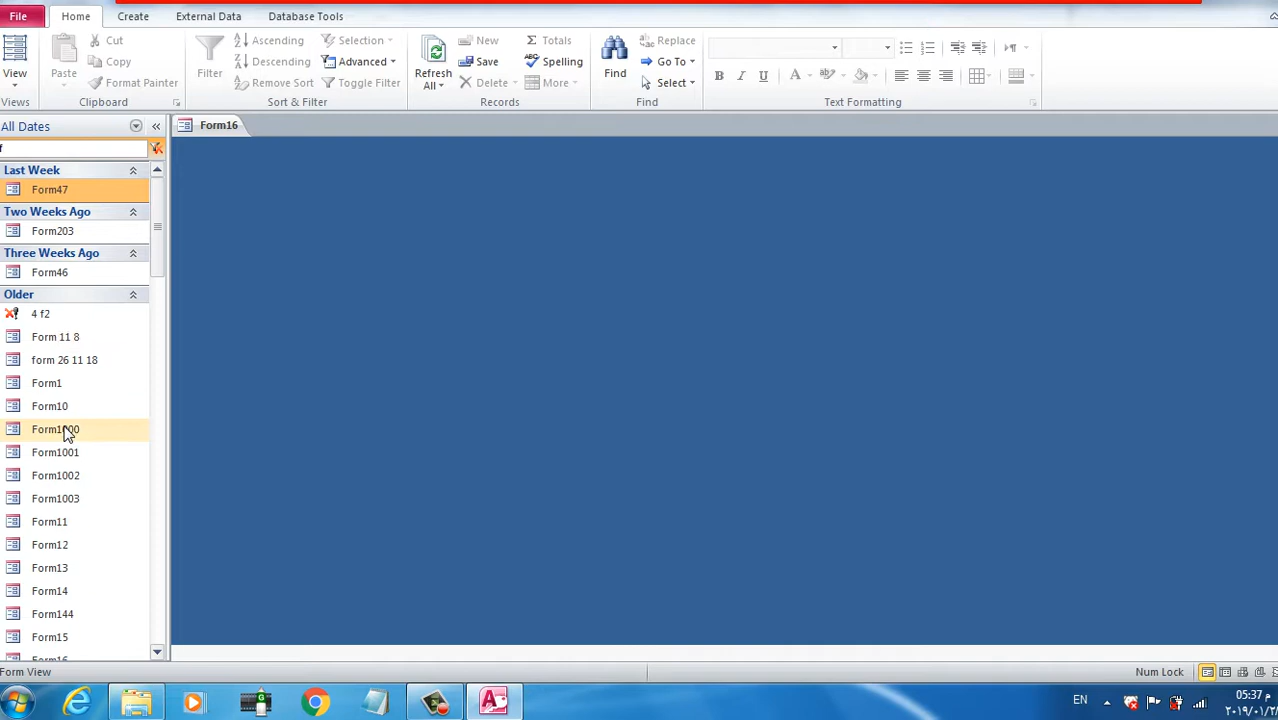 File Home Create External Data Database Tools
View
Views
Paste
Cut
Copy
Format Painter
Clipboard
Filter
Ascending
Descending
Remove Sort
Selection
Advanced
Toggle Filter
Sort & Filter
Refresh
All
New
Save
Delete
Totals
Spelling
More
Records
Find
Replace
Go To
Select
Find
B I U A ab A
Text Formatting
All Dates
Form16
f
Last Week
Form47
Two Weeks Ago
Form203
Three Weeks Ago
Form46
Older
4 f2
Form 11 8
form 26 11 18
Form1
Form10
Form1000
Form1001
Form1002
Form1003
Form11
Form12
Form13
Form14
Form144
Form15
Form16
Form View
Num Lock
EN
05:37 م